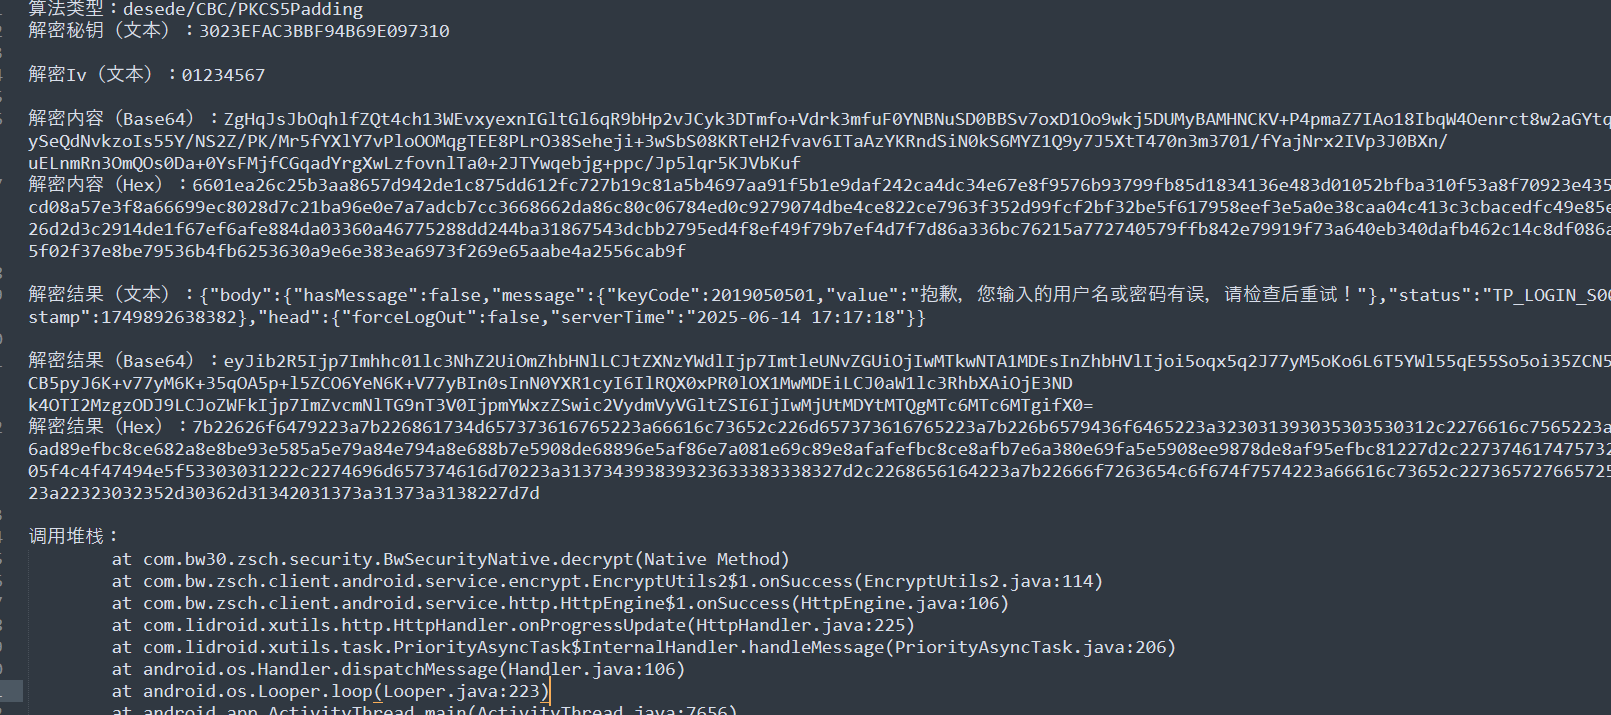 算法类型：desede/CBC/PKCS5Padding
解密秘钥（文本）：3023EFAC3BBF94B69E097310
解密Iv（文本）：01234567
解密内容（Base64）：ZgHqJsJbOqhlfZQt4ch13WEvxyexnIGltGl6qR9bHp2vJCyk3DTmfo+Vdrk3mfuF0YNBNuSD0BBSv7oxD1Oo9wkj5DUMyBAMHNCKV+P4pmaZ7IAo18IbqW4Oenrct8w2aGYtq
ySeQdNvkzoIs55Y/NS2Z/PK/Mr5fYXlY7vPloOOMqgTEE8PLrO38Seheji+3wSbS08KRTeH2fvav6ITaAzYKRndSiN0kS6MYZ1Q9y7J5XtT470n3m3701/fYajNrx2IVp3J0BXn/
uELnmRn3OmQOs0Da+0YsFMjfCGqadYrgXwLzfovnlTa0+2JTYwqebjg+ppc/Jp5lqr5KJVbKuf
解密内容（Hex）：6601ea26c25b3aa8657d942de1c875dd612fc727b19c81a5b4697aa91f5b1e9daf242ca4dc34e67e8f9576b93799fb85d1834136e483d01052bfba310f53a8f70923e435
cd08a57e3f8a66699ec8028d7c21ba96e0e7a7adcb7cc3668662da86c80c06784ed0c9279074dbe4ce822ce7963f352d99fcf2bf32be5f617958eef3e5a0e38caa04c413c3cbacedfc49e85e
26d2d3c2914de1f67ef6afe884da03360a46775288dd244ba31867543dcbb2795ed4f8ef49f79b7ef4d7f7d86a336bc76215a772740579ffb842e79919f73a640eb340dafb462c14c8df086a
5f02f37e8be79536b4fb6253630a9e6e383ea6973f269e65aabe4a2556cab9f
解密结果（文本）：{"body":{"hasMessage":false,"message":{"keyCode":2019050501,"value":"抱歉，您输入的用户名或密码有误，请检查后重试！"},"status":"TP_LOGIN_S00
stamp":1749892638382},"head":{"forceLogOut":false,"serverTime":"2025-06-14 17:17:18"}}
解密结果（Base64）：eyJib2R5Ijp7Imhhc01lc3NhZ2UiOmZhbHNlLCJtZXNzYWdlIjp7ImtleUNvZGUiOjIwMTkwNTA1MDEsInZhbHVlIjoi5oqx5q2J77yM5oKo6L6T5YWl55qE55So5oi35ZCN5
CB5pyJ6K+v77yM6K+35qOA5p+l5ZCO6YeN6K+V77yBIn0sInN0YXR1cyI6IlRQX0xPR0lOX1MwMDEiLCJ0aW1lc3RhbXAiOjE3ND
k4OTI2MzgzODJ9LCJoZWFkIjp7ImZvcmNlTG9nT3V0IjpmYWxzZSwic2VydmVyVGltZSI6IjIwMjUtMDYtMTQgMTc6MTc6MTgifX0=
解密结果（Hex）：7b22626f6479223a7b226861734d657373616765223a66616c73652c226d657373616765223a7b226b6579436f6465223a323031393035303530312c2276616c7565223a
6ad89efbc8ce682a8e8be93e585a5e79a84e794a8e688b7e5908de68896e5af86e7a081e69c89e8afafefbc8ce8afb7e6a380e69fa5e5908ee9878de8af95efbc81227d2c22737461747573​2
05f4c4f47494e5f53303031222c2274696d657374616d70223a313734393839323633383338327d2c2268656164223a7b22666f7263654c6f674f7574223a66616c73652c227365727665725
23a22323032352d30362d31342031373a31373a3138227d7d
调用堆栈：
at com.bw30.zsch.security.BwSecurityNative.decrypt(Native Method)
at com.bw.zsch.client.android.service.encrypt.EncryptUtils2$1.onSuccess(EncryptUtils2.java:114)
at com.bw.zsch.client.android.service.http.HttpEngine$1.onSuccess(HttpEngine.java:106)
at com.lidroid.xutils.http.HttpHandler.onProgressUpdate(HttpHandler.java:225)
at com.lidroid.xutils.task.PriorityAsyncTask$InternalHandler.handleMessage(PriorityAsyncTask.java:206)
at android.os.Handler.dispatchMessage(Handler.java:106)
at android.os.Looper.loop(Looper.java:223)
at android.app.ActivityThread.main(ActivityThread.java:7656)